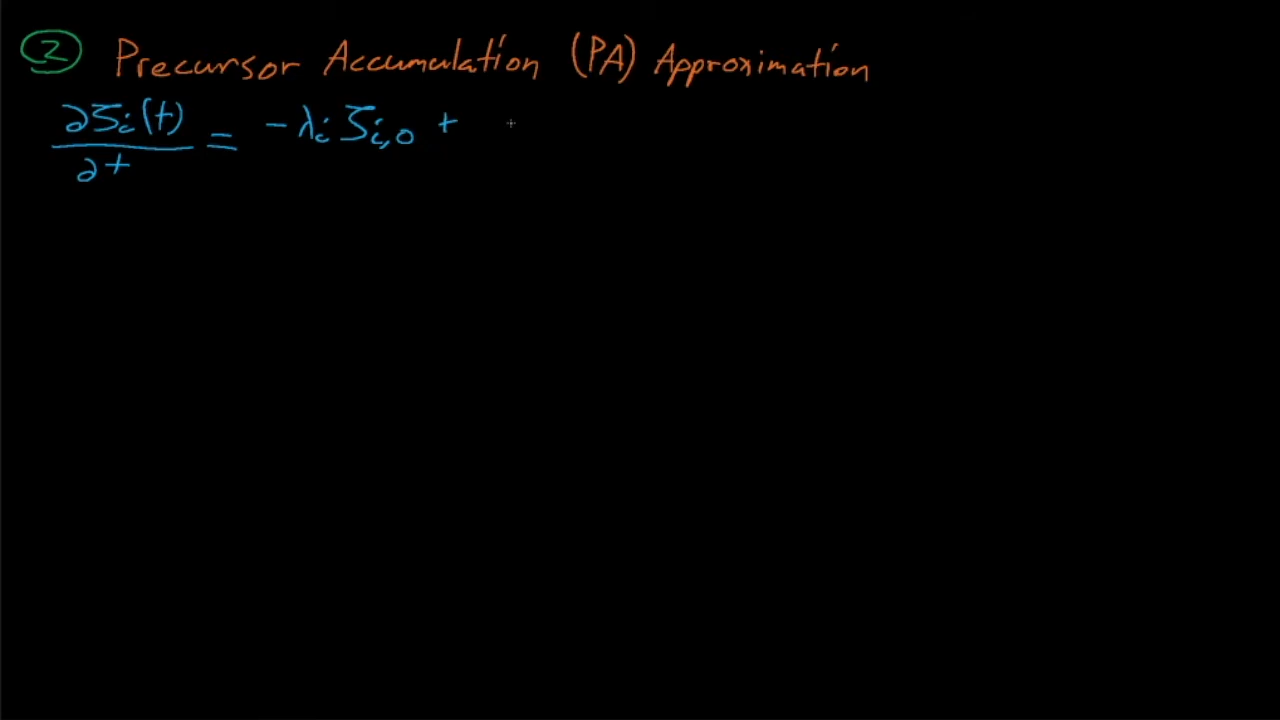 ② Precursor Accumulation (PA) Approximation
∂ζi(t)/∂t = -λi ζi,0 +